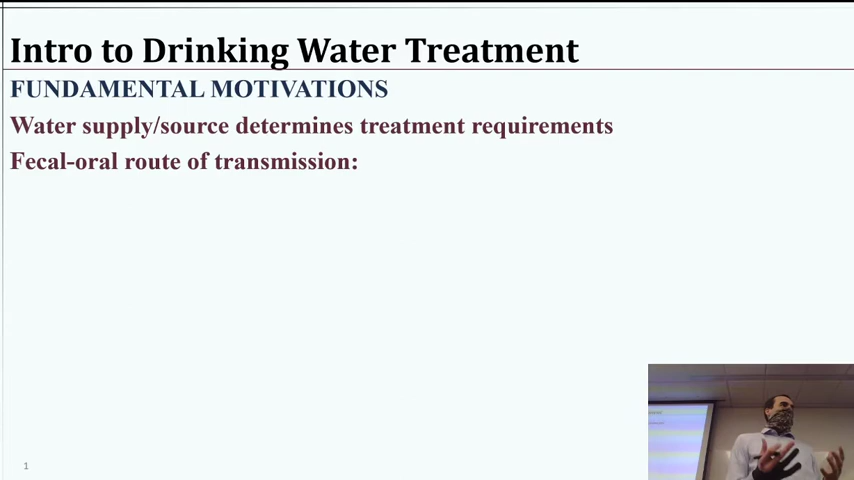 Intro to Drinking Water Treatment
FUNDAMENTAL MOTIVATIONS
Water supply/source determines treatment requirements
Fecal-oral route of transmission:
1